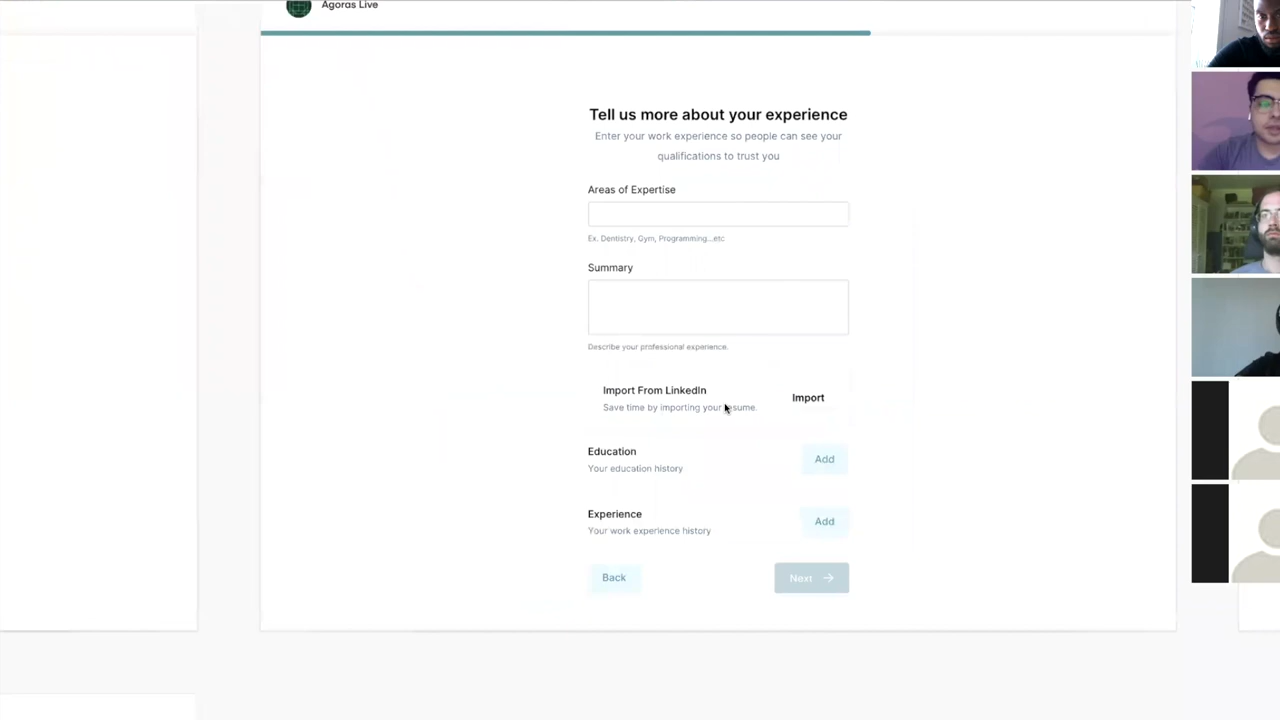 Agoras Live
Tell us more about your experience
Enter your work experience so people can see your
qualifications to trust you
Areas of Expertise
Ex. Dentistry, Gym, Programming...etc
Summary
Describe your professional experience.
Import From LinkedIn
Import
Save time by importing your resume.
Education
Add
Your education history
Experience
Add
Your work experience history
Back
Next